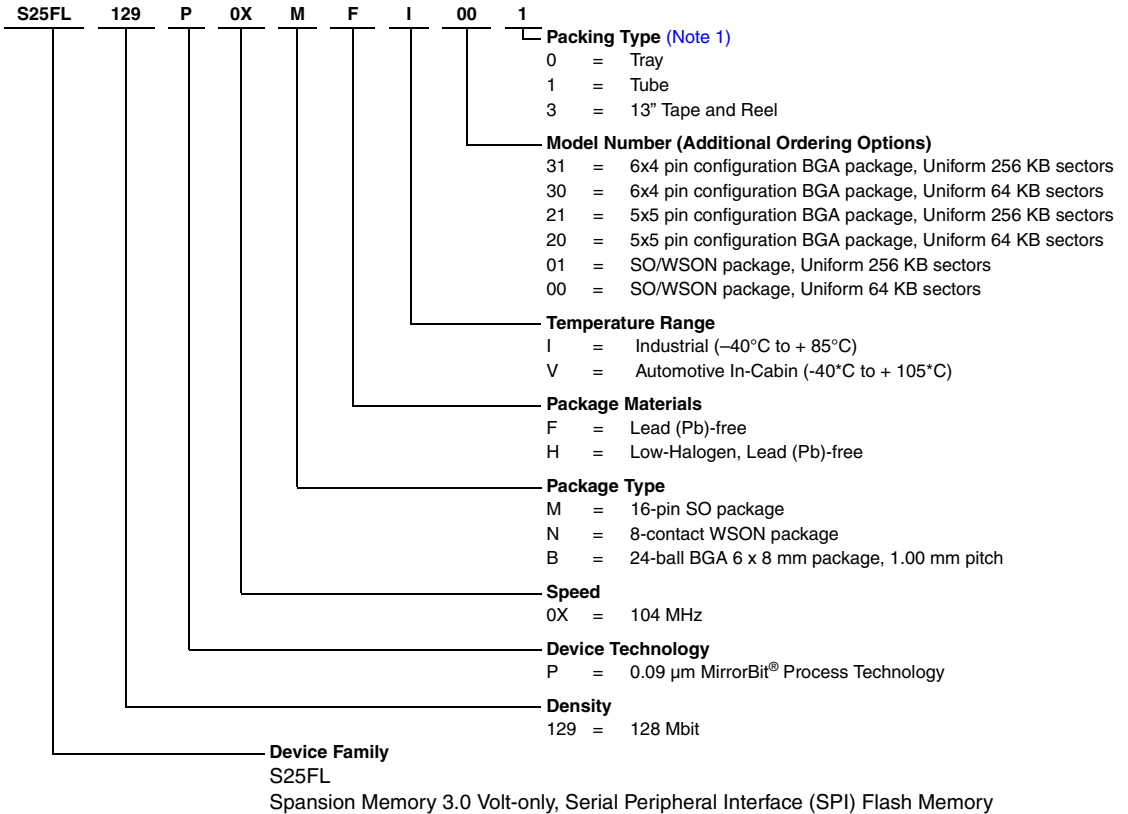 S25FL 129 P 0X M F I 00 1
Packing Type (Note 1)
0 = Tray
1 = Tube
3 = 13" Tape and Reel
Model Number (Additional Ordering Options)
31 = 6x4 pin configuration BGA package, Uniform 256 KB sectors
30 = 6x4 pin configuration BGA package, Uniform 64 KB sectors
21 = 5x5 pin configuration BGA package, Uniform 256 KB sectors
20 = 5x5 pin configuration BGA package, Uniform 64 KB sectors
01 = SO/WSON package, Uniform 256 KB sectors
00 = SO/WSON package, Uniform 64 KB sectors
Temperature Range
I = Industrial (–40°C to + 85°C)
V = Automotive In-Cabin (-40*C to + 105*C)
Package Materials
F = Lead (Pb)-free
H = Low-Halogen, Lead (Pb)-free
Package Type
M = 16-pin SO package
N = 8-contact WSON package
B = 24-ball BGA 6 x 8 mm package, 1.00 mm pitch
Speed
0X = 104 MHz
Device Technology
P = 0.09 µm MirrorBit® Process Technology
Density
129 = 128 Mbit
Device Family
S25FL
Spansion Memory 3.0 Volt-only, Serial Peripheral Interface (SPI) Flash Memory